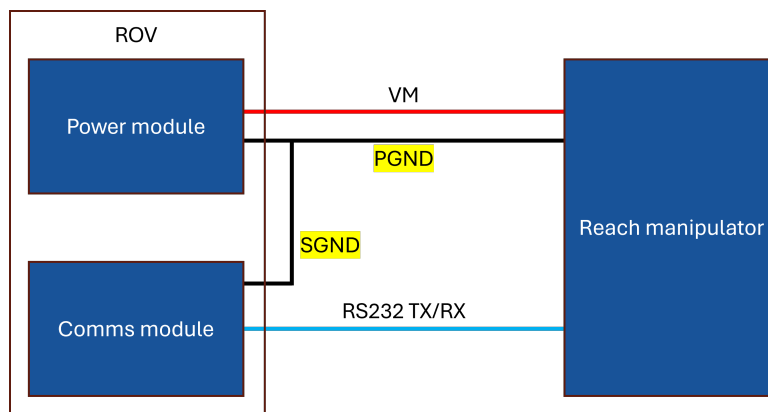 ROV
Power module
VM
PGND
Reach manipulator
SGND
Comms module
RS232 TX/RX